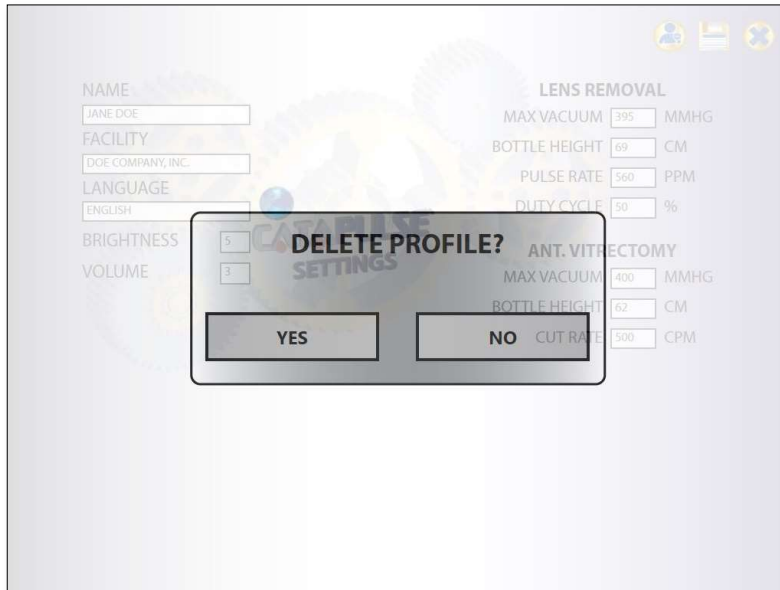 NAME
JANE DOE
FACILITY
DOE COMPANY, INC.
LANGUAGE
ENGLISH
BRIGHTNESS 5
VOLUME 3
LENS REMOVAL
MAX VACUUM 395 MMHG
BOTTLE HEIGHT 69 CM
PULSE RATE 560 PPM
DUTY CYCLE 50 %
ANT. VITRECTOMY
MAX VACUUM 400 MMHG
BOTTLE HEIGHT 62 CM
CUT RATE 500 CPM
CATAPULSE
SETTINGS
DELETE PROFILE?
YES NO